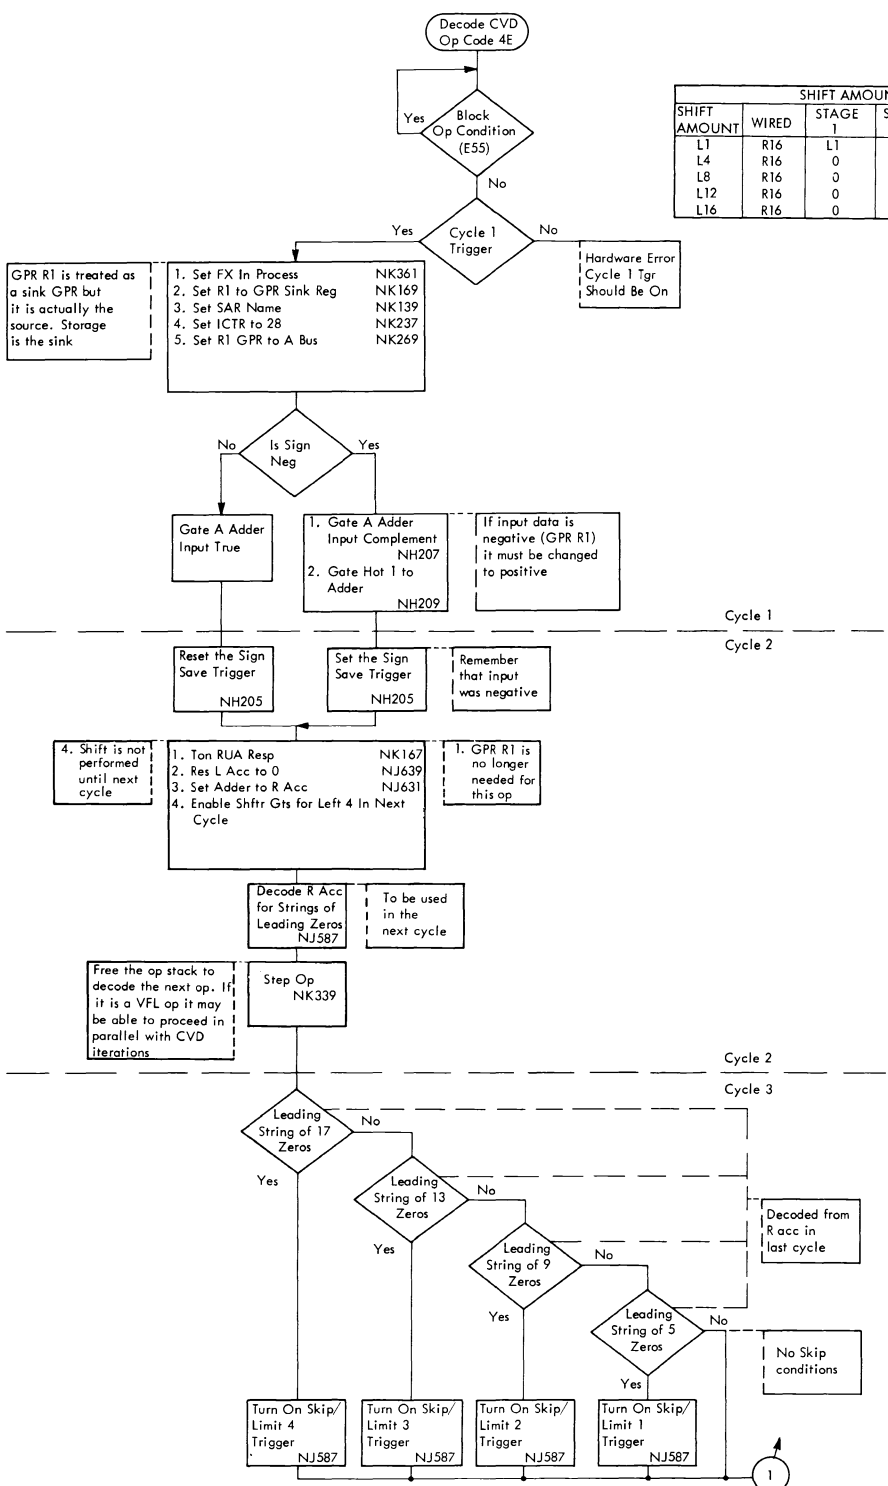 Decode CVD
Op Code 4E
Yes
Block
Op Condition
(E55)
No
SHIFT AMOUN
SHIFT
AMOUNT
WIRED
STAGE
1
S
L1 R16 L1
L4 R16 0
L8 R16 0
L12 R16 0
L16 R16 0
Yes
Cycle 1
Trigger
No
Hardware Error
Cycle 1 Tgr
Should Be On
GPR R1 is treated as
a sink GPR but
it is actually the
source. Storage
is the sink
1. Set FX In Process NK361
2. Set R1 to GPR Sink Reg NK169
3. Set SAR Name NK139
4. Set ICTR to 28 NK237
5. Set R1 GPR to A Bus NK269
No
Is Sign
Neg
Yes
Gate A Adder
Input True
1. Gate A Adder
Input Complement
NH207
2. Gate Hot 1 to
Adder
NH209
If input data is
negative (GPR R1)
it must be changed
to positive
Cycle 1
Cycle 2
Reset the Sign
Save Trigger
NH205
Set the Sign
Save Trigger
NH205
Remember
that input
was negative
4. Shift is not
performed
until next
cycle
1. Ton RUA Resp NK167
2. Res L Acc to 0 NJ639
3. Set Adder to R Acc NJ631
4. Enable Shftr Gts for Left 4 In Next
Cycle
1. GPR R1 is
no longer
needed for
this op
Decode R Acc
for Strings of
Leading Zeros
NJ587
To be used
in the
next cycle
Free the op stack to
decode the next op. If
it is a VFL op it may
be able to proceed in
parallel with CVD
iterations
Step Op
NK339
Cycle 2
Cycle 3
Leading
String of 17
Zeros
No
Yes
Leading
String of 13
Zeros
No
Yes
Leading
String of 9
Zeros
No
Yes
Leading
String of 5
Zeros
No
Yes
Decoded from
R acc in
last cycle
No Skip
conditions
Turn On Skip/
Limit 4
Trigger
NJ587
Turn On Skip/
Limit 3
Trigger
NJ587
Turn On Skip/
Limit 2
Trigger
NJ587
Turn On Skip/
Limit 1
Trigger
NJ587
1